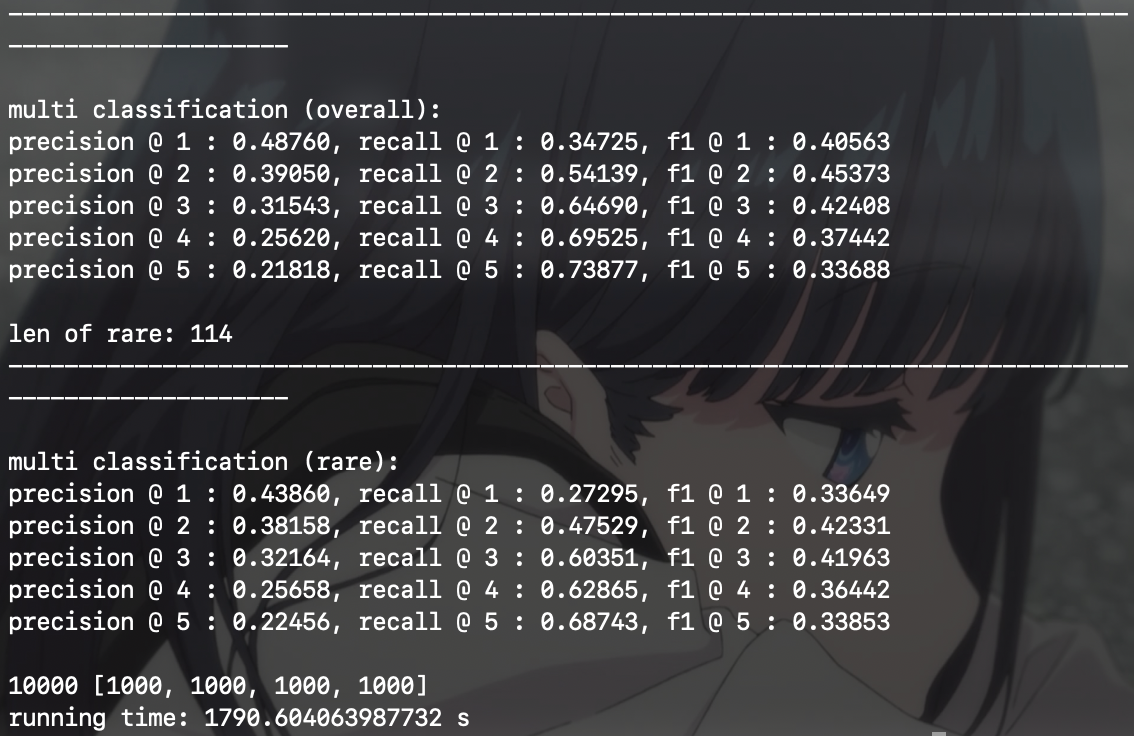 --------------------------------------------------------------------------------
--------------------
multi classification (overall):
precision @ 1 : 0.48760, recall @ 1 : 0.34725, f1 @ 1 : 0.40563
precision @ 2 : 0.39050, recall @ 2 : 0.54139, f1 @ 2 : 0.45373
precision @ 3 : 0.31543, recall @ 3 : 0.64690, f1 @ 3 : 0.42408
precision @ 4 : 0.25620, recall @ 4 : 0.69525, f1 @ 4 : 0.37442
precision @ 5 : 0.21818, recall @ 5 : 0.73877, f1 @ 5 : 0.33688
len of rare: 114
--------------------------------------------------------------------------------
--------------------
multi classification (rare):
precision @ 1 : 0.43860, recall @ 1 : 0.27295, f1 @ 1 : 0.33649
precision @ 2 : 0.38158, recall @ 2 : 0.47529, f1 @ 2 : 0.42331
precision @ 3 : 0.32164, recall @ 3 : 0.60351, f1 @ 3 : 0.41963
precision @ 4 : 0.25658, recall @ 4 : 0.62865, f1 @ 4 : 0.36442
precision @ 5 : 0.22456, recall @ 5 : 0.68743, f1 @ 5 : 0.33853
10000 [1000, 1000, 1000, 1000]
running time: 1790.604063987732 s